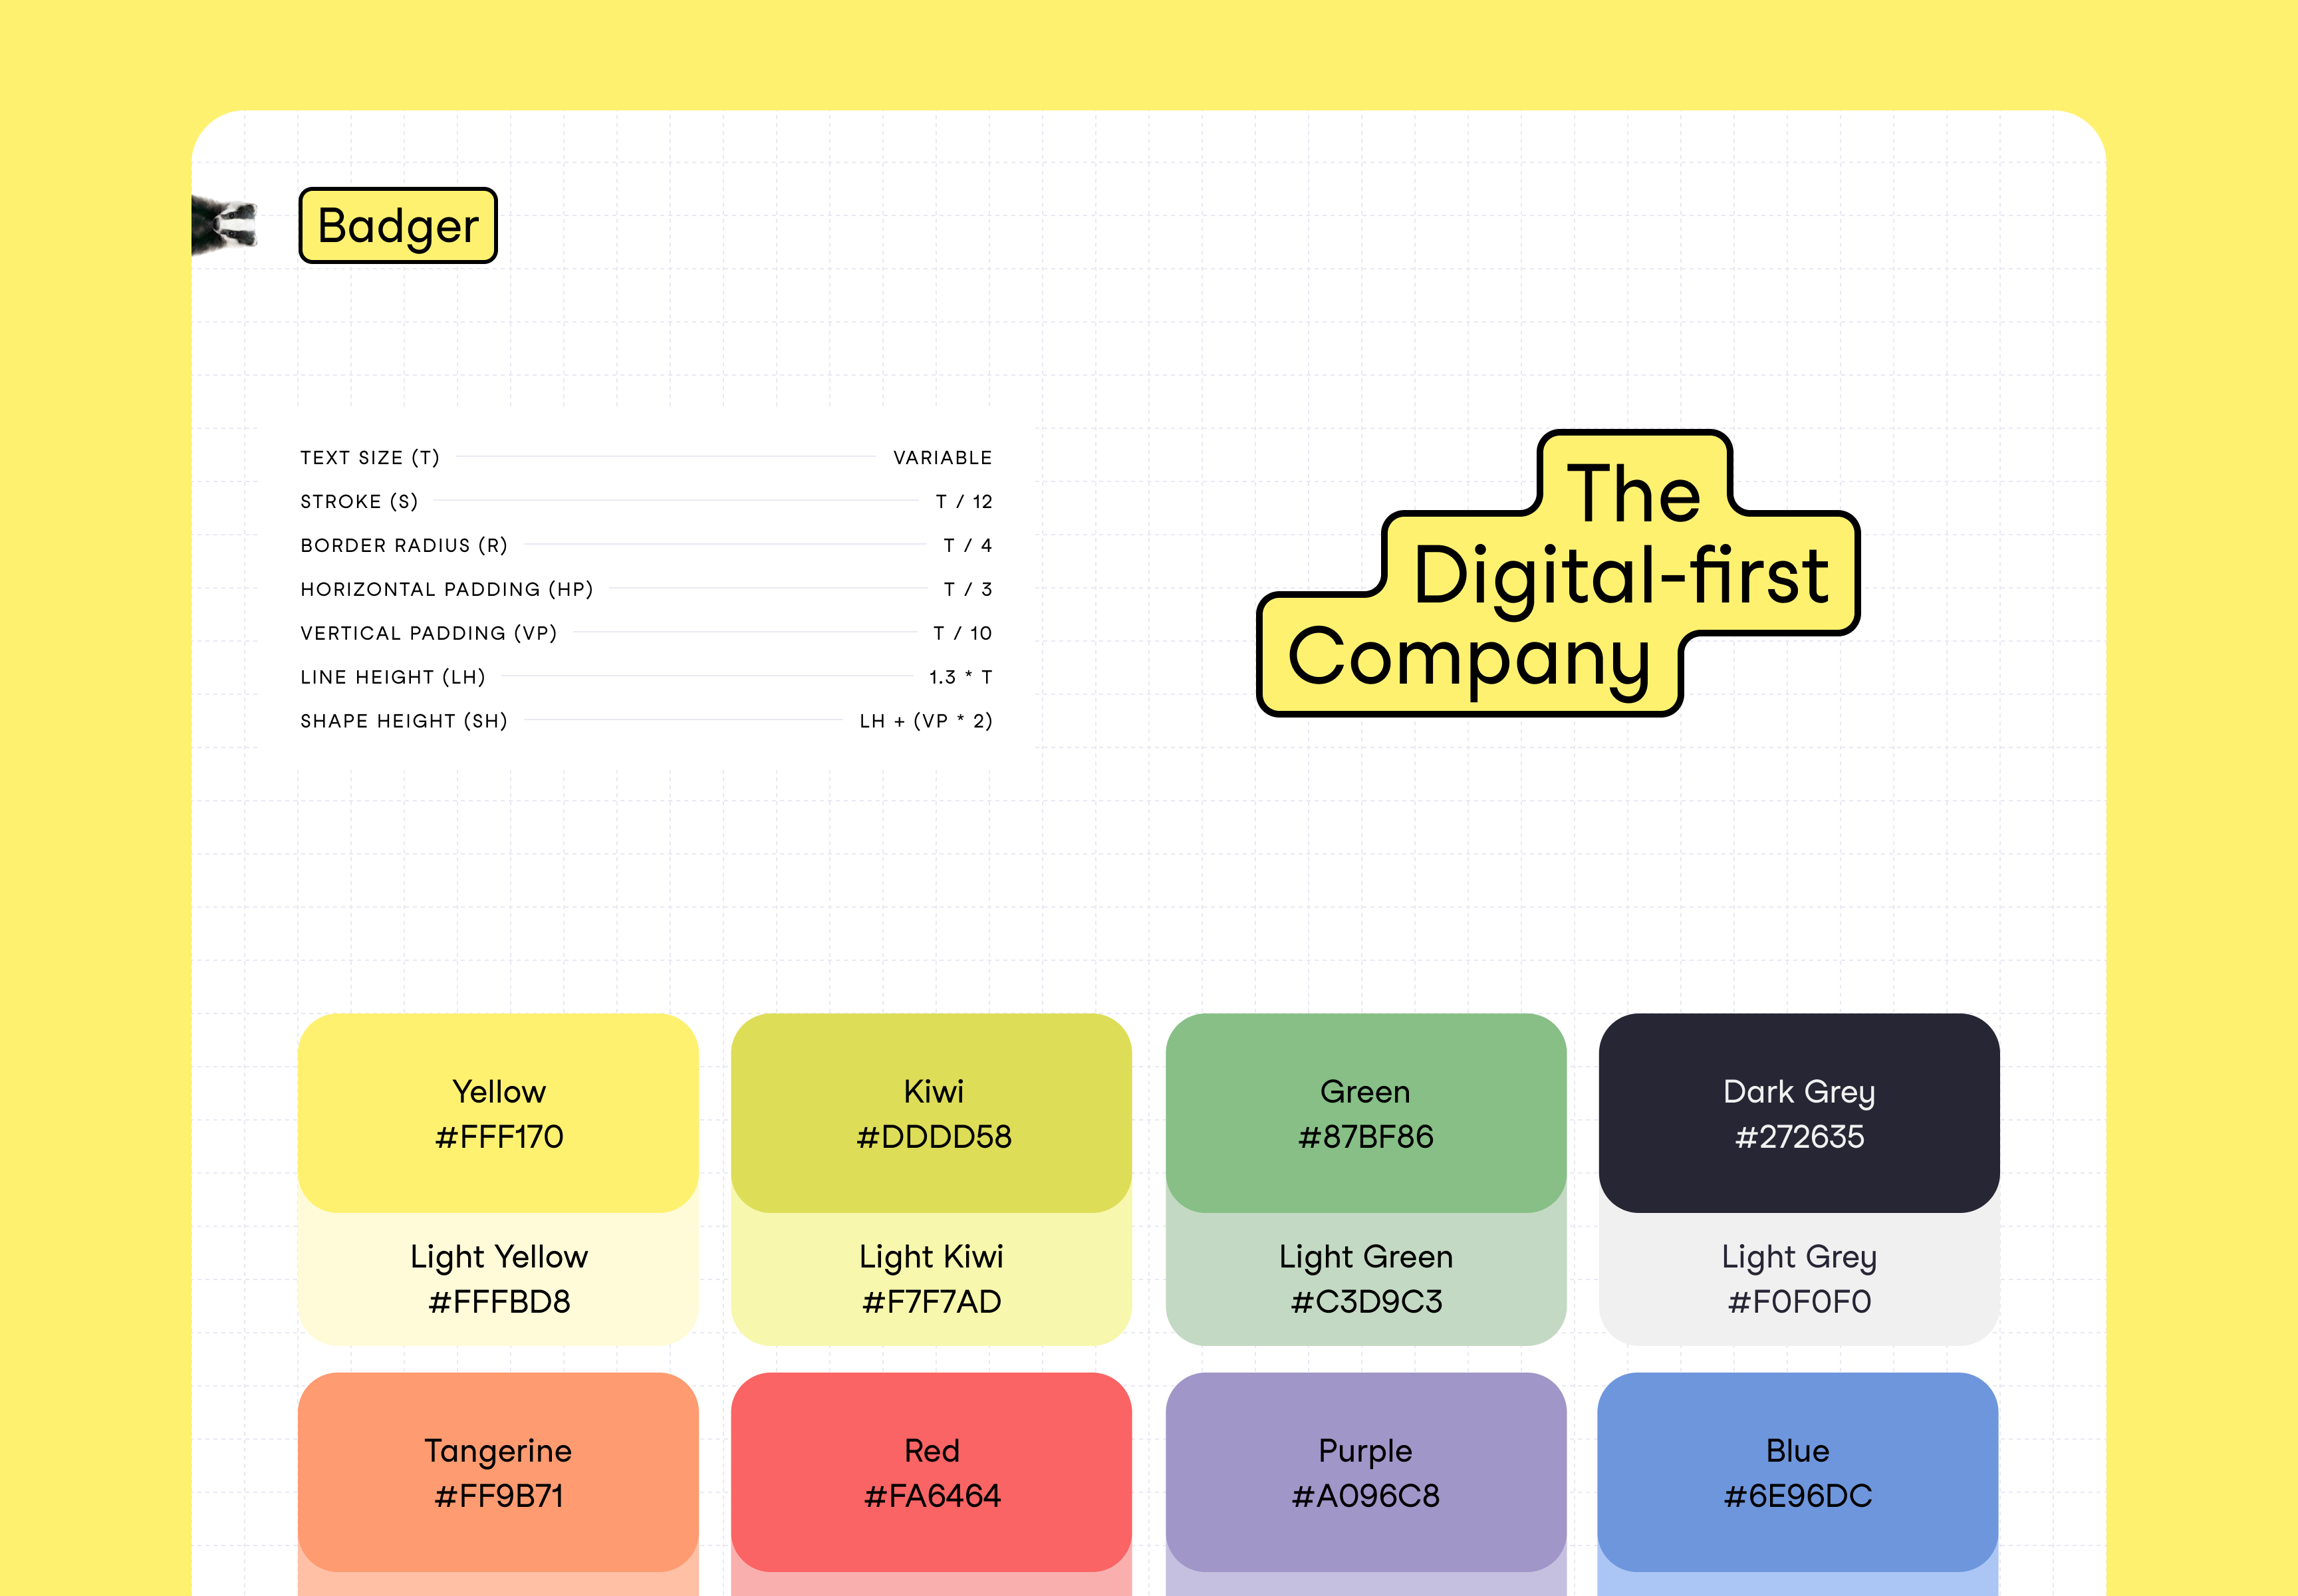 Badger
TEXT SIZE (T) VARIABLE
STROKE (S) T / 12
BORDER RADIUS (R) T / 4
HORIZONTAL PADDING (HP) T / 3
VERTICAL PADDING (VP) T / 10
LINE HEIGHT (LH) 1.3 * T
SHAPE HEIGHT (SH) LH + (VP * 2)
The
Digital-first
Company
Yellow
#FFF170
Light Yellow
#FFFBD8
Kiwi
#DDDD58
Light Kiwi
#F7F7AD
Green
#87BF86
Light Green
#C3D9C3
Dark Grey
#272635
Light Grey
#F0F0F0
Tangerine
#FF9B71
Red
#FA6464
Purple
#A096C8
Blue
#6E96DC